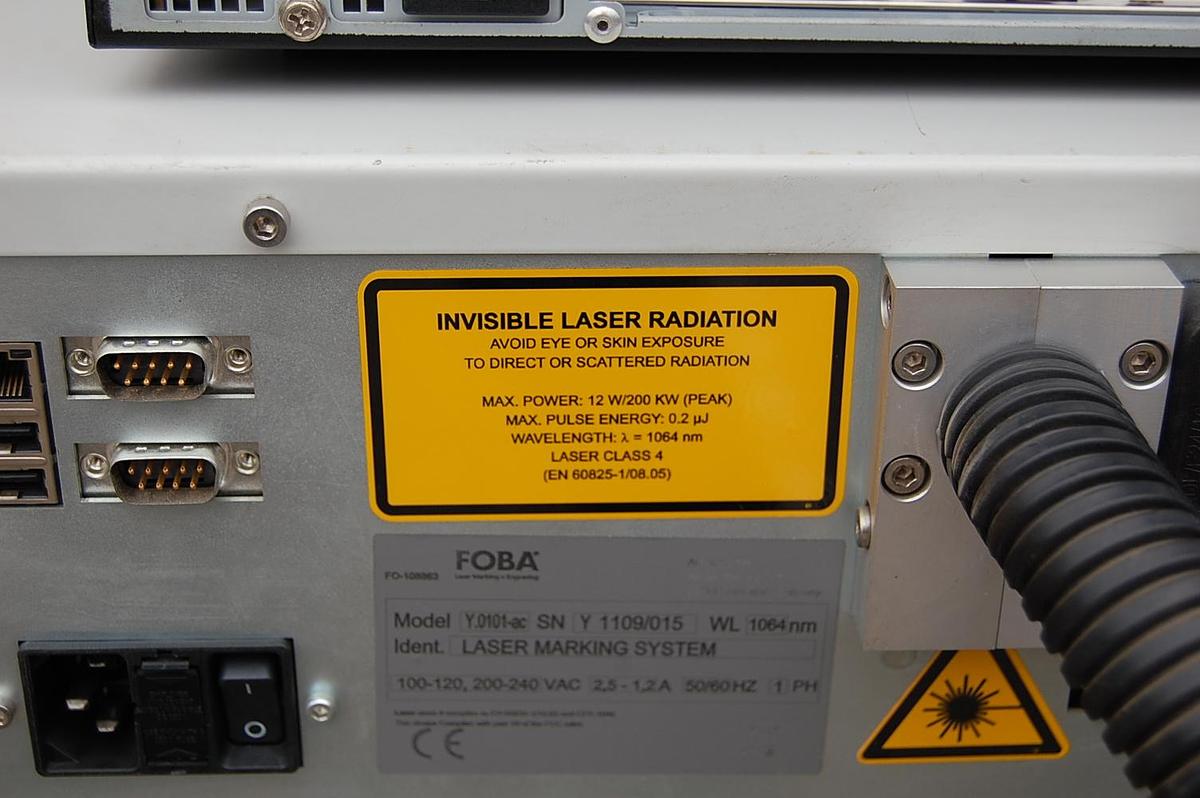 INVISIBLE LASER RADIATION
AVOID EYE OR SKIN EXPOSURE
TO DIRECT OR SCATTERED RADIATION
MAX. POWER: 12 W/200 KW (PEAK)
MAX. PULSE ENERGY: 0.2 µJ
WAVELENGTH: λ = 1064 nm
LASER CLASS 4
(EN 60825-1/08.05)
FOBA
Laser Marking + Engraving
Model Y.0101-ac SN Y 1109/015 WL 1064 nm
Ident. LASER MARKING SYSTEM
100-120, 200-240 VAC 2,5 - 1,2 A 50/60 HZ 1 PH
CE